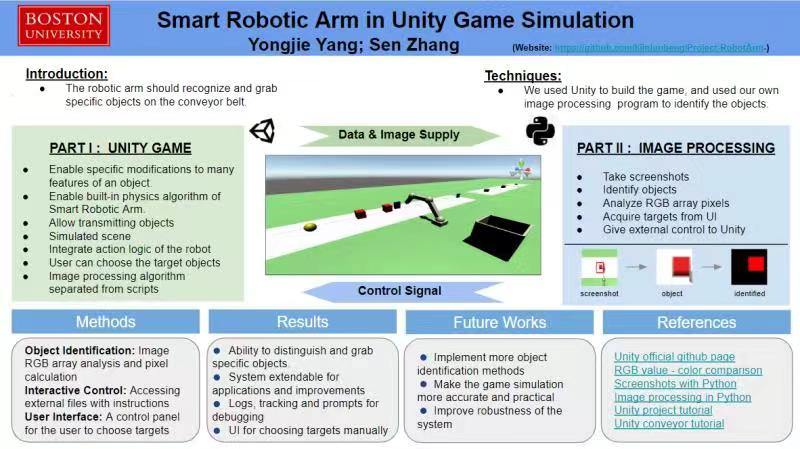 BOSTON
UNIVERSITY
Smart Robotic Arm in Unity Game Simulation
Yongjie Yang; Sen Zhang
(Website:
Introduction:
● The robotic arm should recognize and grab
specific objects on the conveyor belt.
Techniques:
● We used Unity to build the game, and used our own
image processing program to identify the objects.
PART I : UNITY GAME
● Enable specific modifications to many
features of an object
● Enable built-in physics algorithm of
Smart Robotic Arm.
● Allow transmitting objects
● Simulated scene
● Integrate action logic of the robot
● User can choose the target objects
● Image processing algorithm
separated from scripts
Data & Image Supply
Control Signal
PART II : IMAGE PROCESSING
● Take screenshots
● Identify objects
● Analyze RGB array pixels
● Acquire targets from UI
● Give external control to Unity
screenshot
object
identified
Methods
Object Identification: Image
RGB array analysis and pixel
calculation
Interactive Control: Accessing
external files with instructions
User Interface: A control panel
for the user to choose targets
Results
● Ability to distinguish and grab
specific objects.
● System extendable for
applications and improvements
● Logs, tracking and prompts for
debugging
● UI for choosing targets manually
Future Works
● Implement more object
identification methods
● Make the game simulation
more accurate and practical
● Improve robustness of the
system
References
Unity official github page
RGB value - color comparison
Screenshots with Python
Image processing in Python
Unity project tutorial
Unity conveyor tutorial